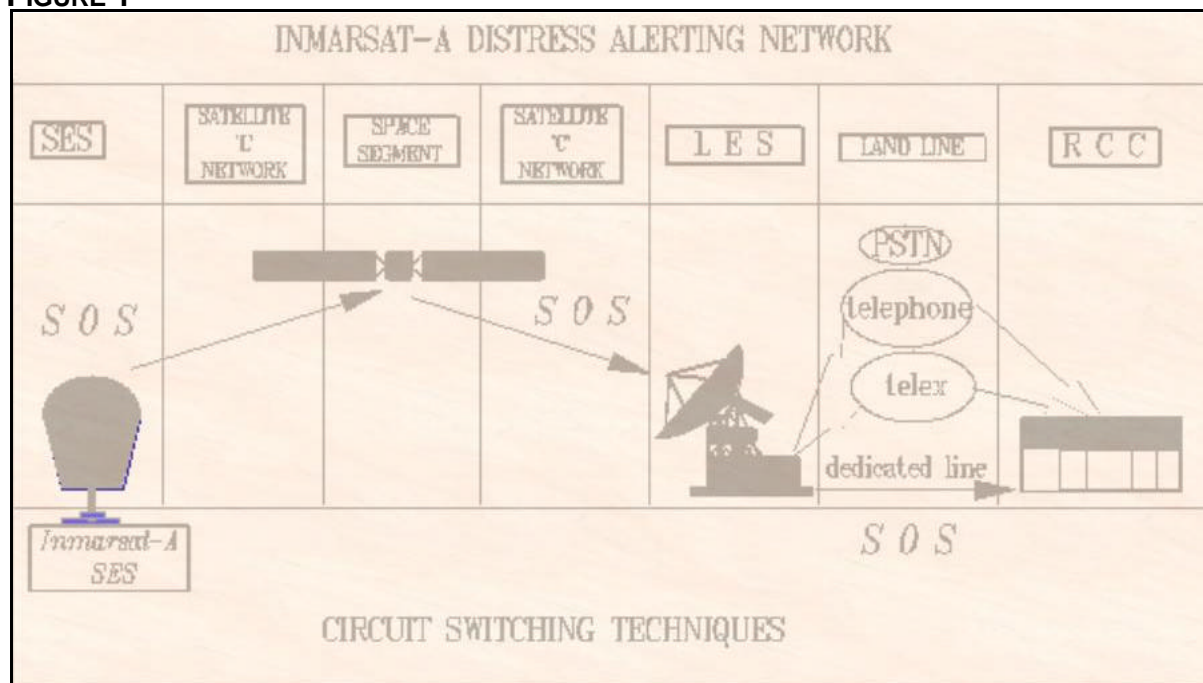 FIGURE 1
INMARSAT-A DISTRESS ALERTING NETWORK
SES
SATELLITE
'L'
NETWORK
SPACE
SEGMENT
SATELLITE
'C'
NETWORK
L E S
LAND LINE
R C C
PSTN
telephone
telex
dedicated line
S O S
S O S
S O S
Inmarsat-A
SES
CIRCUIT SWITCHING TECHNIQUES